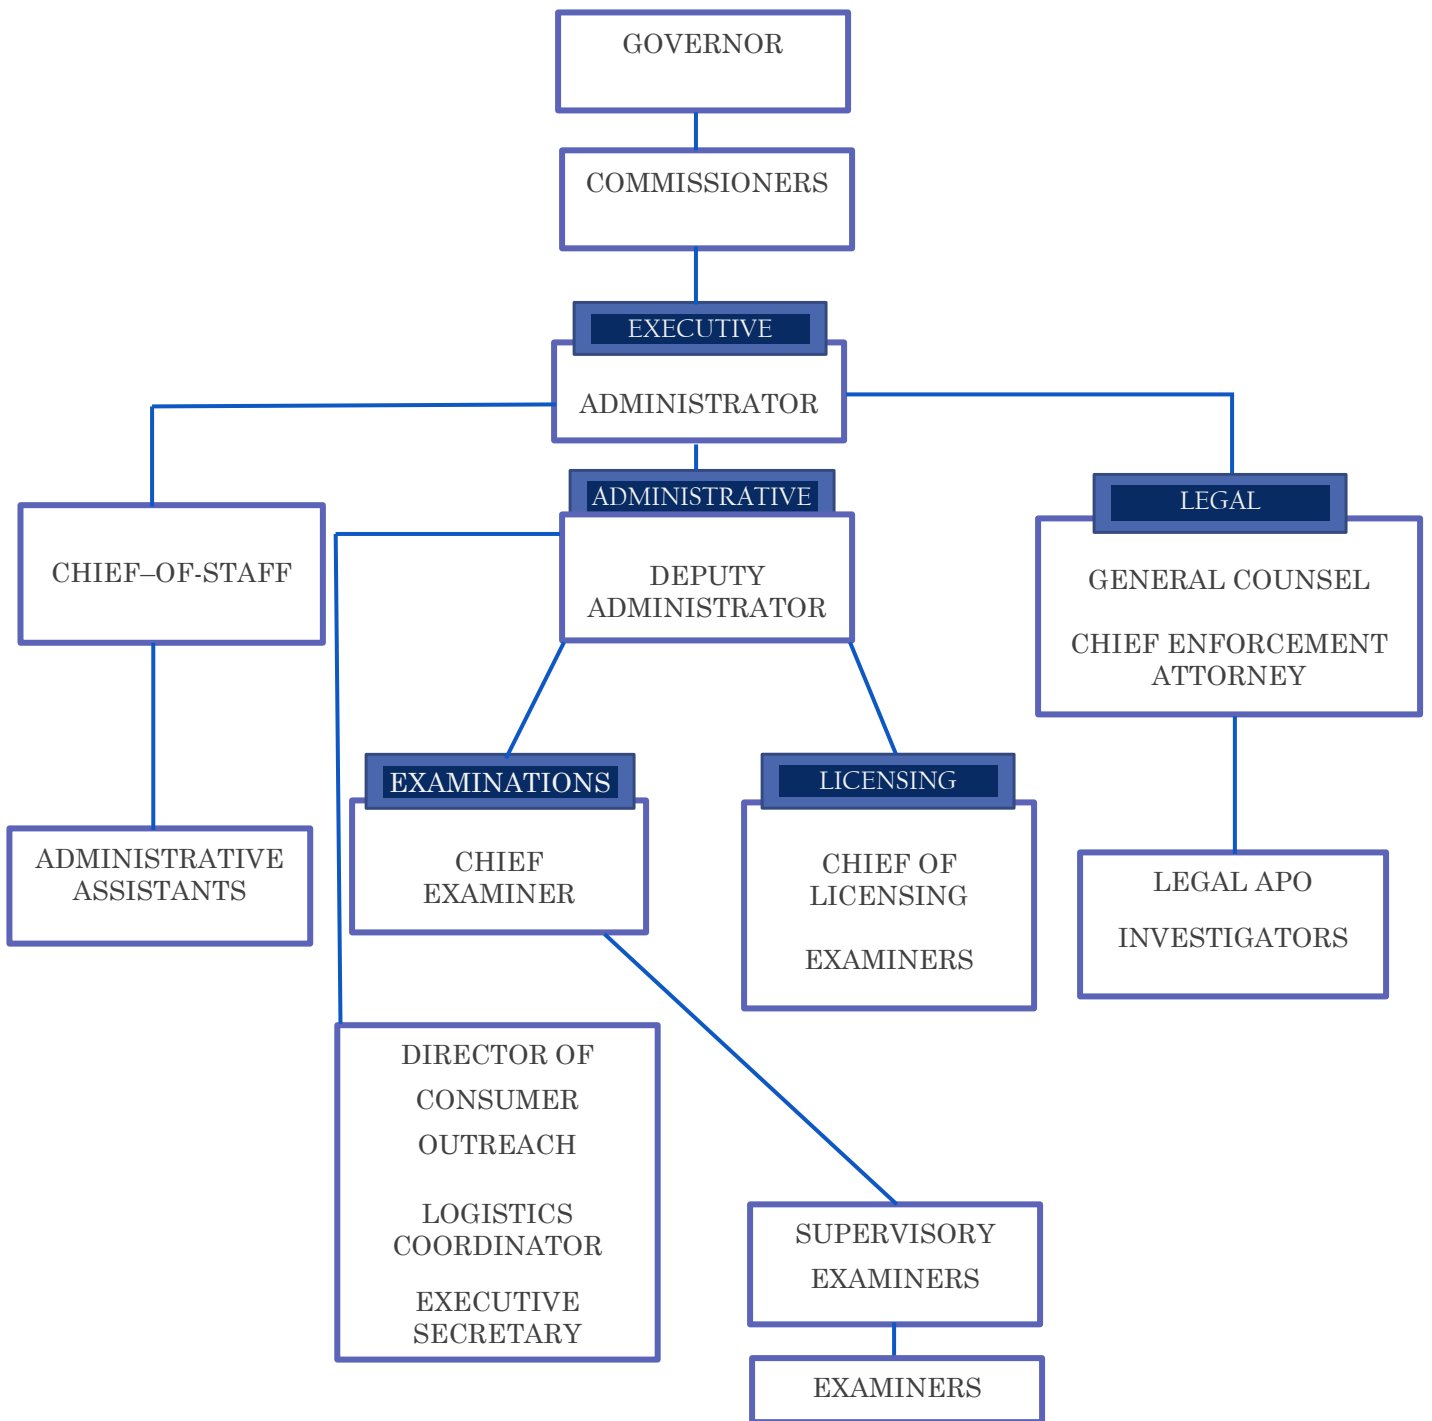 GOVERNOR
COMMISSIONERS
EXECUTIVE
ADMINISTRATOR
ADMINISTRATIVE
DEPUTY
ADMINISTRATOR
LEGAL
GENERAL COUNSEL
CHIEF ENFORCEMENT
ATTORNEY
CHIEF–OF-STAFF
ADMINISTRATIVE
ASSISTANTS
EXAMINATIONS
CHIEF
EXAMINER
LICENSING
CHIEF OF
LICENSING
EXAMINERS
LEGAL APO
INVESTIGATORS
DIRECTOR OF
CONSUMER
OUTREACH
LOGISTICS
COORDINATOR
EXECUTIVE
SECRETARY
SUPERVISORY
EXAMINERS
EXAMINERS